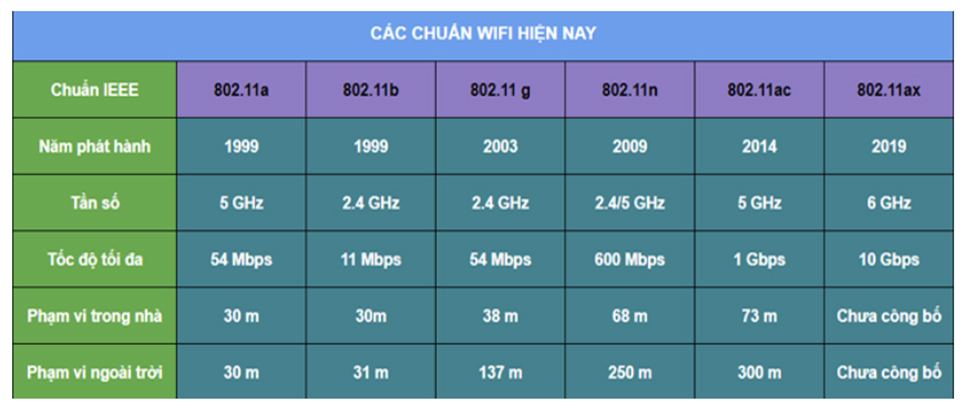 CÁC CHUẨN WIFI HIỆN NAY
Chuẩn IEEE 802.11a 802.11b 802.11 g 802.11n 802.11ac 802.11ax
Năm phát hành 1999 1999 2003 2009 2014 2019
Tần số 5 GHz 2.4 GHz 2.4 GHz 2.4/5 GHz 5 GHz 6 GHz
Tốc độ tối đa 54 Mbps 11 Mbps 54 Mbps 600 Mbps 1 Gbps 10 Gbps
Phạm vi trong nhà 30 m 30m 38 m 68 m 73 m Chưa công bố
Phạm vi ngoài trời 30 m 31 m 137 m 250 m 300 m Chưa công bố